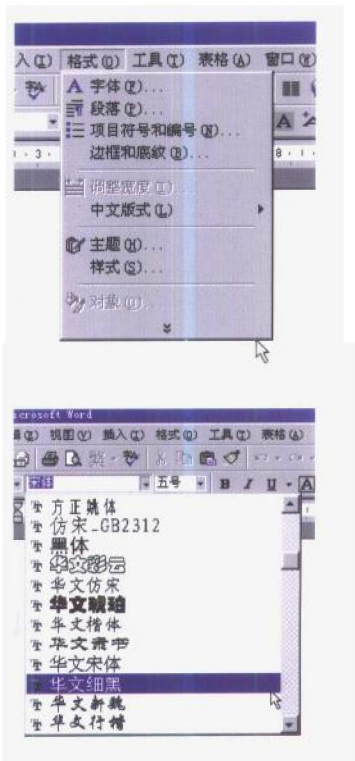 入(I) 格式(O) 工具(T) 表格(A) 窗口(W)
A 字体(F)...
段落(P)...
项目符号和编号(N)...
A
边框和底纹(B)...
· 3 ·
8 ·
调整宽度(I)...
中文版式(L)
主题(H)...
样式(S)...
对象(O)...
icrosoft Word
视图(V) 插入(I) 格式(O) 工具(T) 表格(A)
宋体 五号 B I U A
方正姚体
仿宋_GB2312
黑体
华文彩云
华文仿宋
华文琥珀
华文楷体
华文隶书
华文宋体
华文细黑
华文新魏
华文行楷